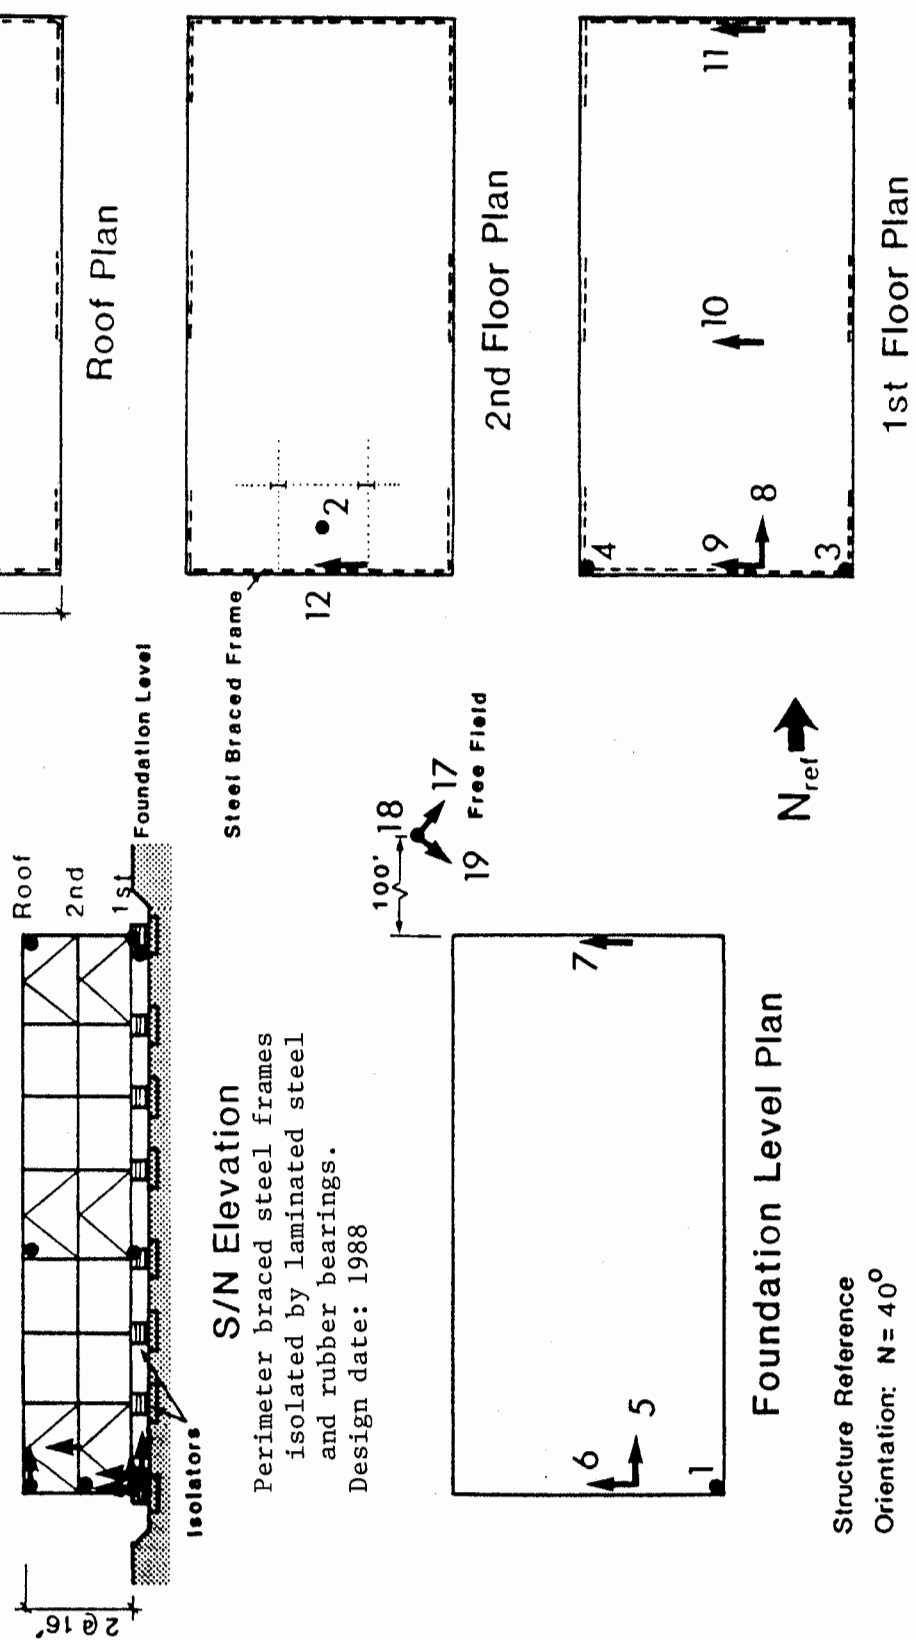 Roof
2nd
1st
Foundation Level
2@16'
Isolators
S/N Elevation
Perimeter braced steel frames
isolated by laminated steel
and rubber bearings.
Design date: 1988
Roof Plan
Steel Braced Frame
12
2
2nd Floor Plan
100'
18
17
19
Free Field
7
6
5
1
Foundation Level Plan
4
9
8
3
10
11
1st Floor Plan
Nref
Structure Reference
Orientation: N= 40°